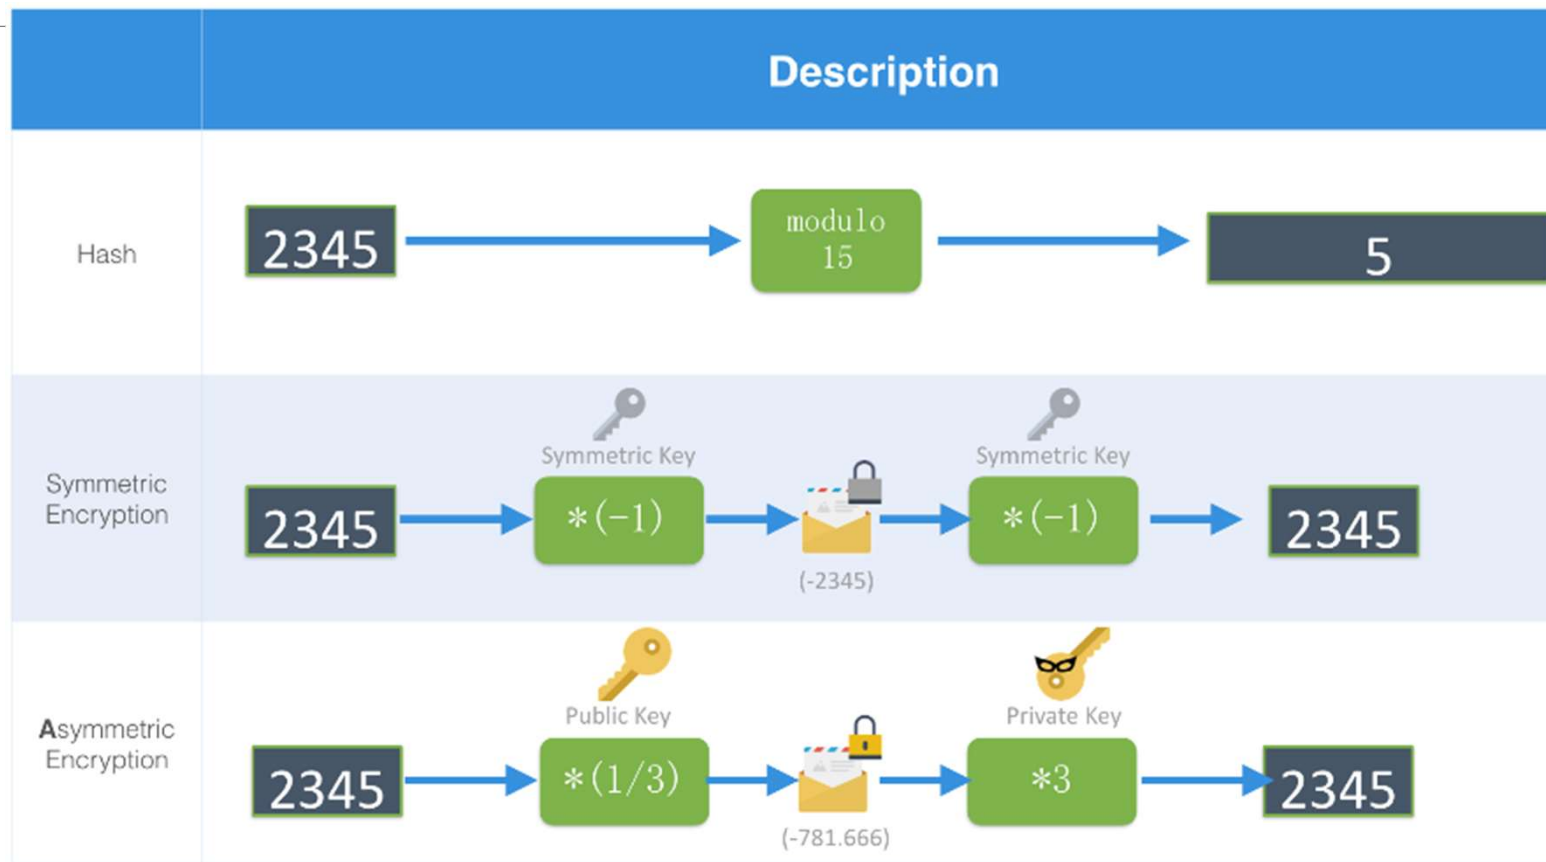 Description
Hash
2345
modulo
15
5
Symmetric
Encryption
2345
Symmetric Key
*(-1)
(-2345)
Symmetric Key
*(-1)
2345
Asymmetric
Encryption
2345
Public Key
*(1/3)
(-781.666)
Private Key
*3
2345